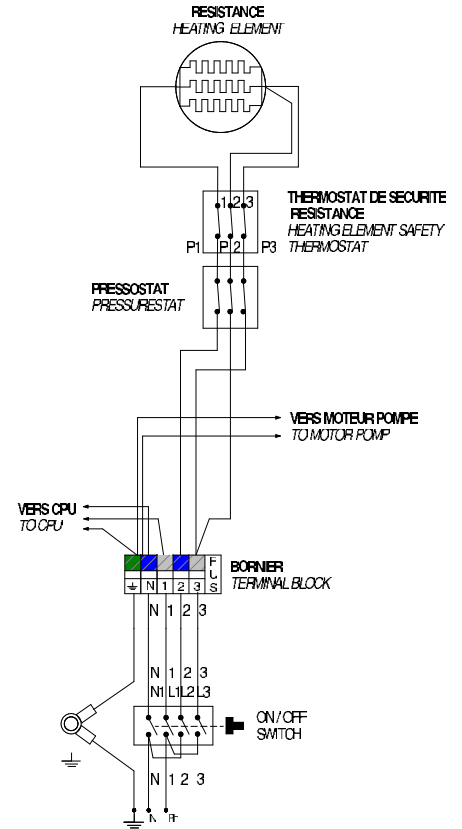 RESISTANCE
HEATING ELEMENT
1 2 3
THERMOSTAT DE SECURITE
RESISTANCE
HEATING ELEMENT SAFETY
THERMOSTAT
P1 P 2 P3
PRESSOSTAT
PRESSURESTAT
VERS MOTEUR POMPE
TO MOTOR POMP
VERS CPU
TO CPU
BORNIER
TERMINAL BLOCK
FUS
N 1 2 3
N 1 2 3
N 1 2 3
N1 L1 L2 L3
ON / OFF
SWITCH
N 1 2 3
N